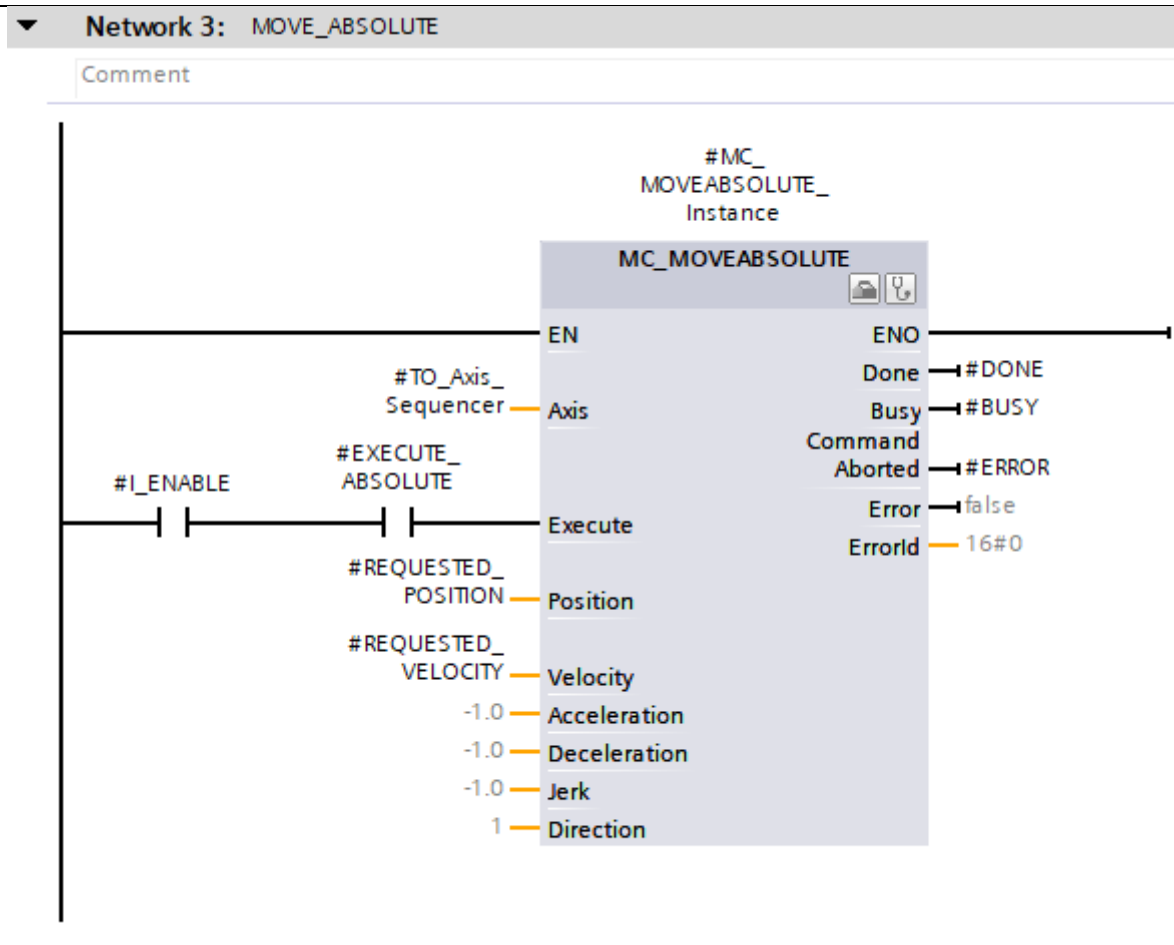 Network 3: MOVE_ABSOLUTE
Comment
#MC_
MOVEABSOLUTE_
Instance
MC_MOVEABSOLUTE
EN
ENO
#TO_Axis_
Sequencer
Axis
Done
#DONE
Busy
#BUSY
Command
Aborted
#ERROR
#I_ENABLE
#EXECUTE_
ABSOLUTE
Execute
Error
false
ErrorId
16#0
#REQUESTED_
POSITION
Position
#REQUESTED_
VELOCITY
Velocity
-1.0
Acceleration
-1.0
Deceleration
-1.0
Jerk
1
Direction